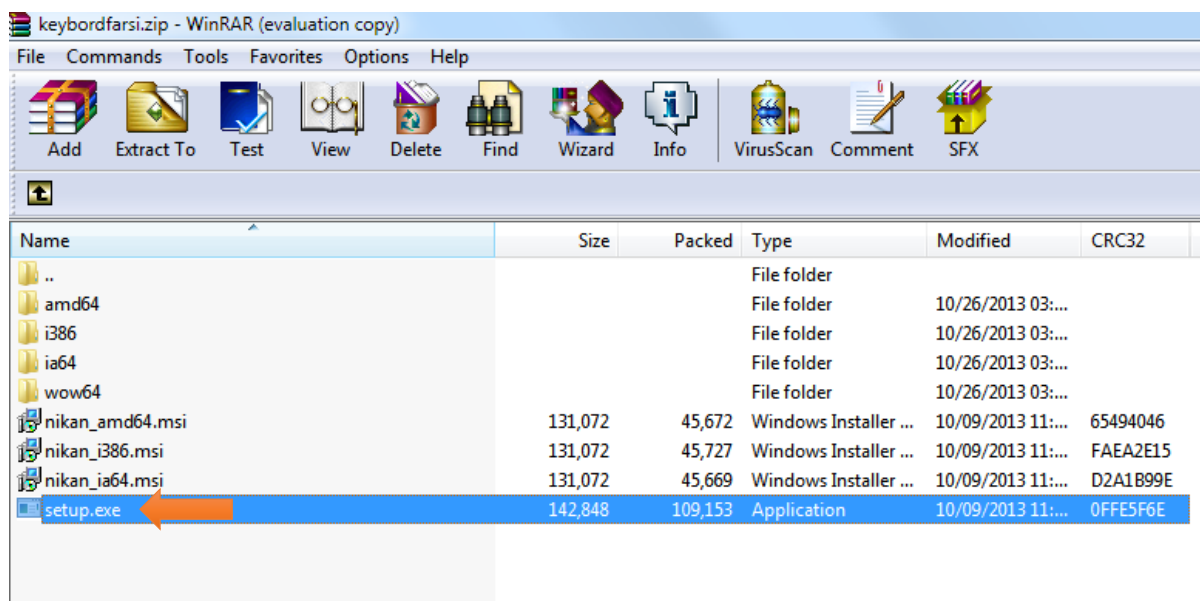 keybordfarsi.zip - WinRAR (evaluation copy)
File Commands Tools Favorites Options Help
Add Extract To Test View Delete Find Wizard Info VirusScan Comment SFX
Name Size Packed Type Modified CRC32
.. File folder
amd64 File folder 10/26/2013 03:...
i386 File folder 10/26/2013 03:...
ia64 File folder 10/26/2013 03:...
wow64 File folder 10/26/2013 03:...
nikan_amd64.msi 131,072 45,672 Windows Installer ... 10/09/2013 11:... 65494046
nikan_i386.msi 131,072 45,727 Windows Installer ... 10/09/2013 11:... FAEA2E15
nikan_ia64.msi 131,072 45,669 Windows Installer ... 10/09/2013 11:... D2A1B99E
setup.exe 142,848 109,153 Application 10/09/2013 11:... 0FFE5F6E